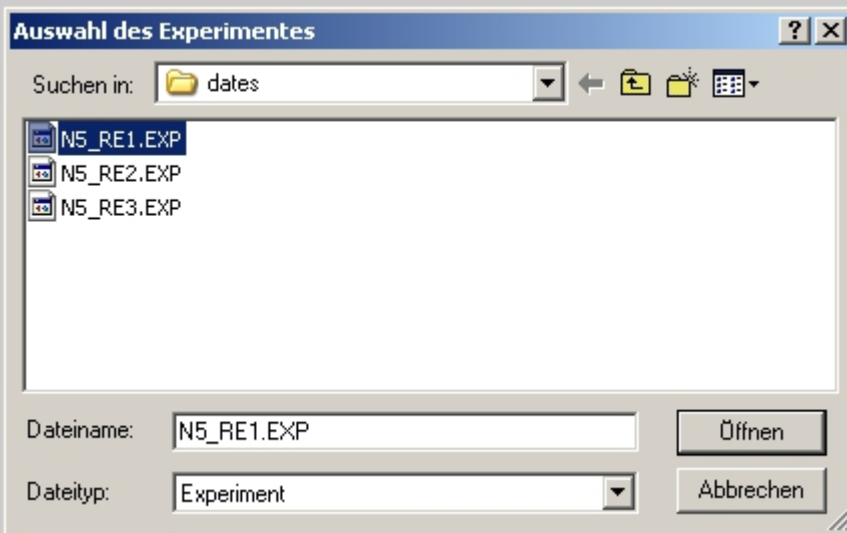 Auswahl des Experimentes
Suchen in: dates
N5_RE1.EXP
N5_RE2.EXP
N5_RE3.EXP
Dateiname: N5_RE1.EXP Öffnen
Dateityp: Experiment Abbrechen